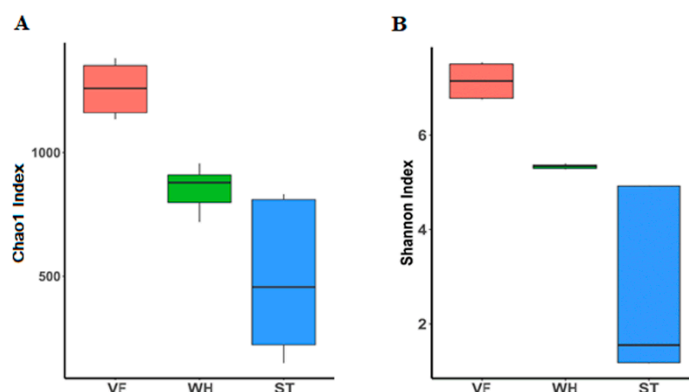 A
Chao1 Index
1000
500
VF
WH
ST
B
Shannon Index
6
4
2
VF
WH
ST